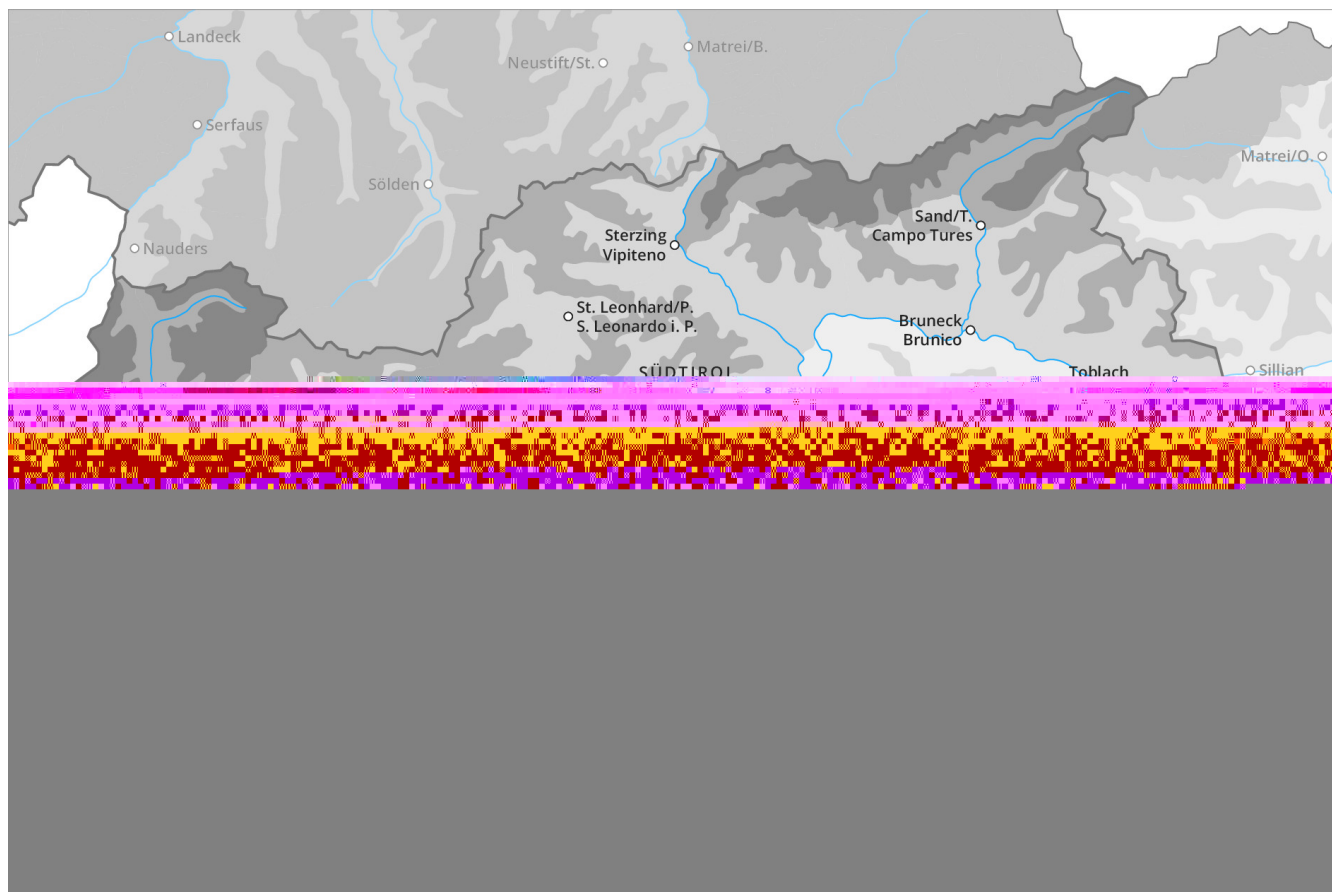 Landeck
Matrei/B.
Neustift/St.
Serfaus
Matrei/O.
Sölden
Sand/T.
Campo Tures
Sterzing
Vipiteno
Nauders
St. Leonhard/P.
S. Leonardo i. P.
Bruneck
Brunico
SÜDTIROL
Toblach
Sillian